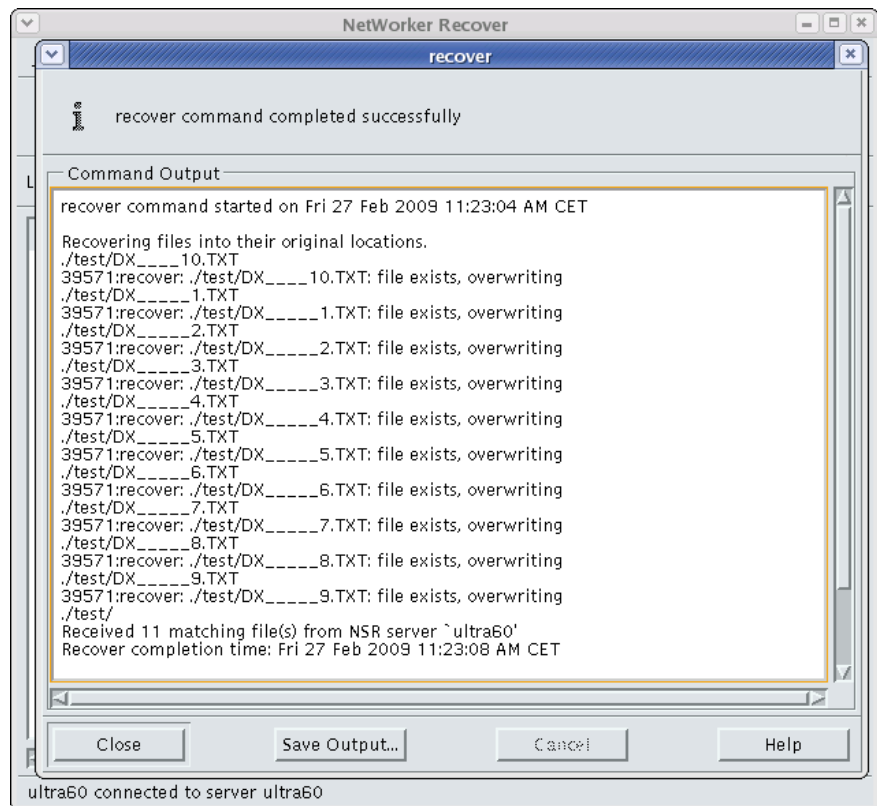 NetWorker Recover
recover
recover command completed successfully
L
Command Output
recover command started on Fri 27 Feb 2009 11:23:04 AM CET
Recovering files into their original locations.
./test/DX____10.TXT
39571:recover: ./test/DX____10.TXT: file exists, overwriting
./test/DX_____1.TXT
39571:recover: ./test/DX_____1.TXT: file exists, overwriting
./test/DX_____2.TXT
39571:recover: ./test/DX_____2.TXT: file exists, overwriting
./test/DX_____3.TXT
39571:recover: ./test/DX_____3.TXT: file exists, overwriting
./test/DX_____4.TXT
39571:recover: ./test/DX_____4.TXT: file exists, overwriting
./test/DX_____5.TXT
39571:recover: ./test/DX_____5.TXT: file exists, overwriting
./test/DX_____6.TXT
39571:recover: ./test/DX_____6.TXT: file exists, overwriting
./test/DX_____7.TXT
39571:recover: ./test/DX_____7.TXT: file exists, overwriting
./test/DX_____8.TXT
39571:recover: ./test/DX_____8.TXT: file exists, overwriting
./test/DX_____9.TXT
39571:recover: ./test/DX_____9.TXT: file exists, overwriting
./test/
Received 11 matching file(s) from NSR server `ultra60'
Recover completion time: Fri 27 Feb 2009 11:23:08 AM CET
Close Save Output... Cancel Help
ultra60 connected to server ultra60